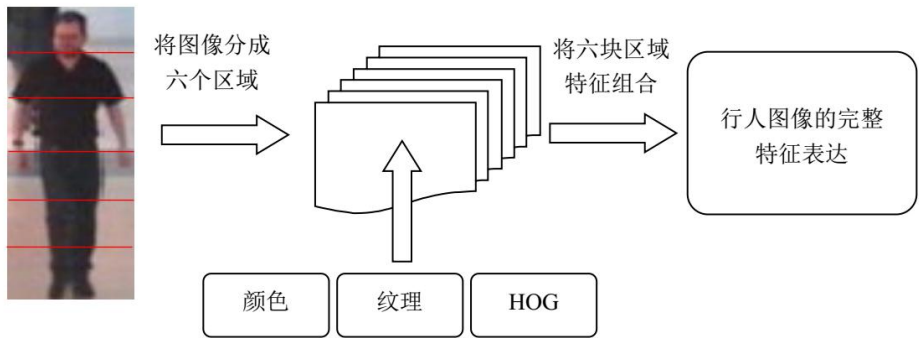 将图像分成
六个区域
将六块区域
特征组合
行人图像的完整
特征表达
颜色
纹理
HOG